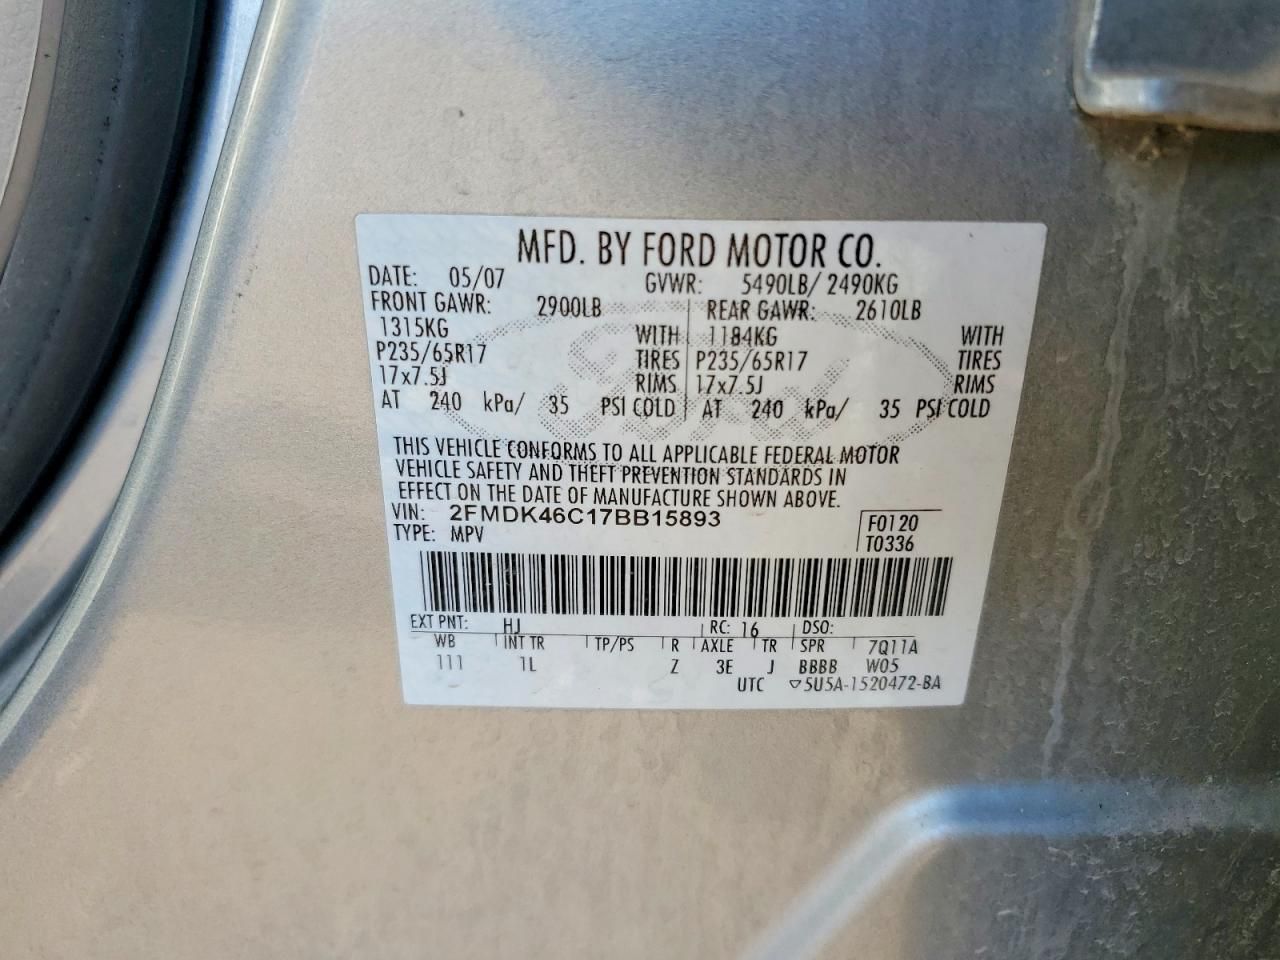 MFD. BY FORD MOTOR CO.
DATE: 05/07 GVWR: 5490LB/ 2490KG
FRONT GAWR: 2900LB REAR GAWR: 2610LB
1315KG WITH 1184KG WITH
P235/65R17 TIRES P235/65R17 TIRES
17x7.5J RIMS 17x7.5J RIMS
AT 240 kPa/ 35 PSI COLD AT 240 kPa/ 35 PSI COLD
THIS VEHICLE CONFORMS TO ALL APPLICABLE FEDERAL MOTOR
VEHICLE SAFETY AND THEFT PREVENTION STANDARDS IN
EFFECT ON THE DATE OF MANUFACTURE SHOWN ABOVE.
VIN: 2FMDK46C17BB15893 F0120
TYPE: MPV T0336
EXT PNT: HJ RC: 16 DSO:
WB INT TR TP/PS R AXLE TR SPR 7Q11A
111 1L Z 3E J BBBB W05
UTC ▽5U5A-1520472-BA
Ford